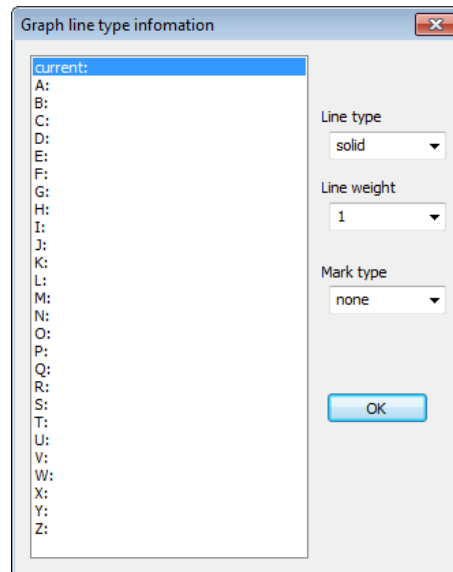 Graph line type infomation
current:
A:
B:
C:
D:
E:
F:
G:
H:
I:
J:
K:
L:
M:
N:
O:
P:
Q:
R:
S:
T:
U:
V:
W:
X:
Y:
Z:
Line type
solid
Line weight
1
Mark type
none
OK